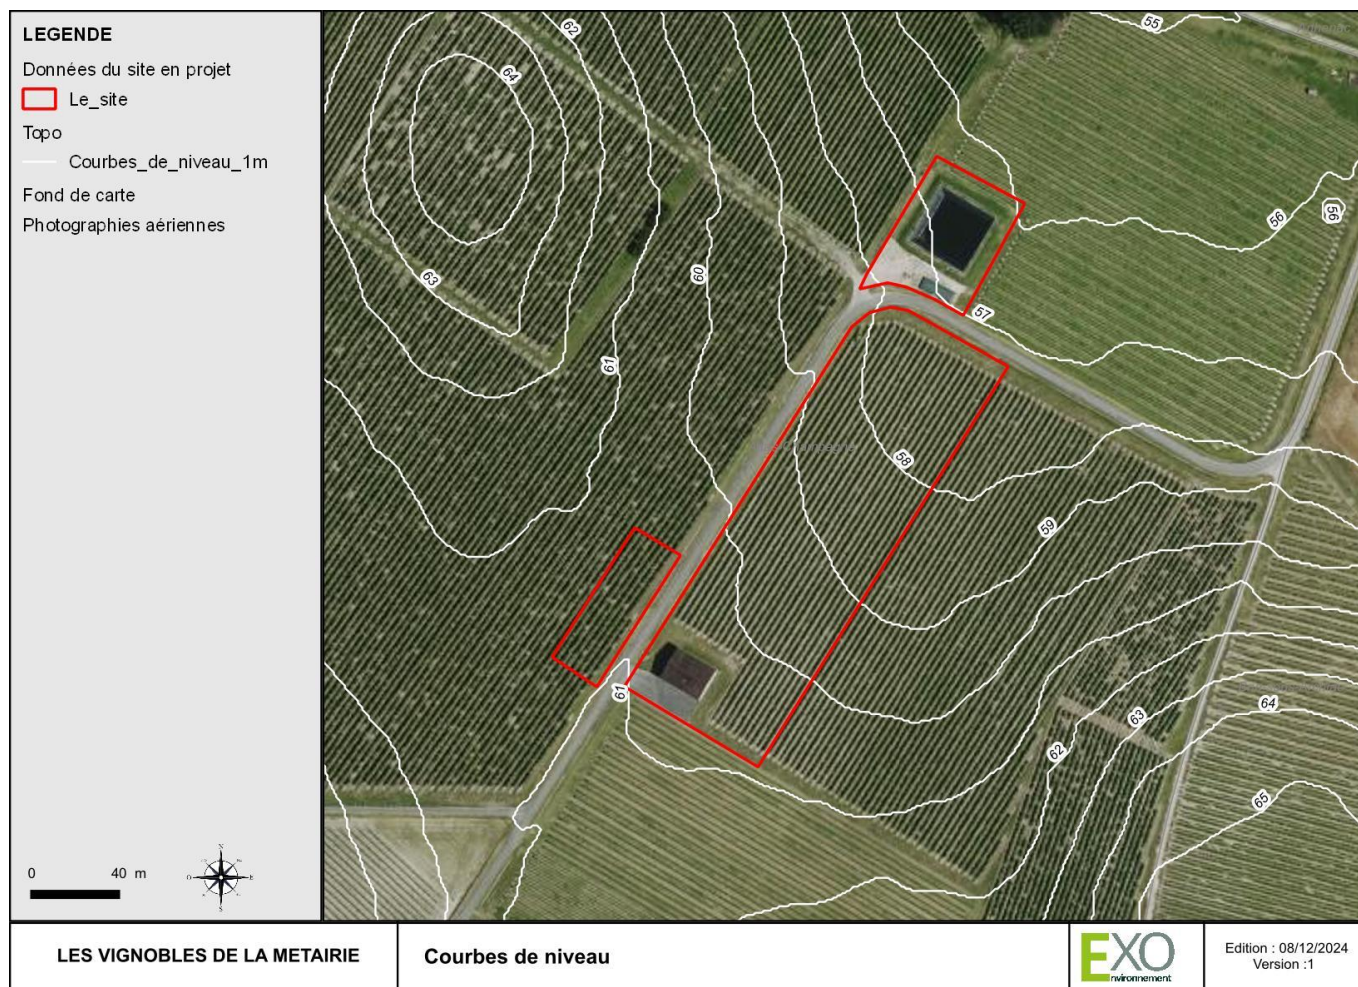 LEGENDE
Données du site en projet
Le_site
Topo
Courbes_de_niveau_1m
Fond de carte
Photographies aériennes
0 40 m
N
O E
S
62
55
64
56
56
63
60
57
61
58
59
61
62
63
64
65
LES VIGNOBLES DE LA METAIRIE
Courbes de niveau
EXO
nvironnement
Edition : 08/12/2024
Version :1